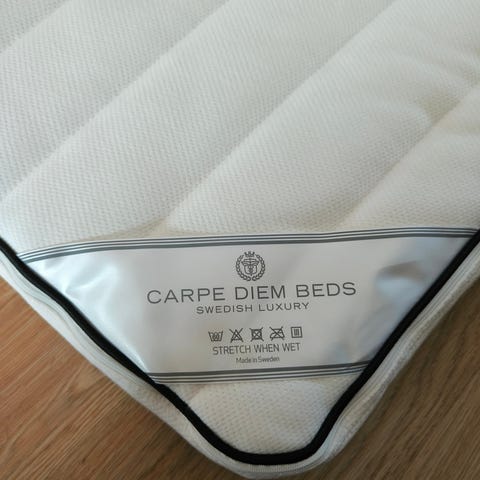 CARPE DIEM BEDS
SWEDISH LUXURY
STRETCH WHEN WET
Made in Sweden